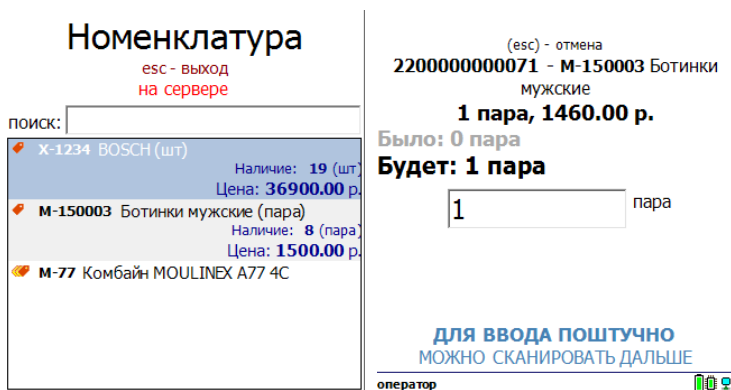 Номенклатура
esc - выход
на сервере
поиск:
X-1234 BOSCH (шт)
Наличие: 19 (шт)
Цена: 36900.00 р.
М-150003 Ботинки мужские (пара)
Наличие: 8 (пара)
Цена: 1500.00 р.
М-77 Комбайн MOULINEX A77 4C
(esc) - отмена
2200000000071 - М-150003 Ботинки
мужские
1 пара, 1460.00 р.
Было: 0 пара
Будет: 1 пара
1 пара
ДЛЯ ВВОДА ПОШТУЧНО
МОЖНО СКАНИРОВАТЬ ДАЛЬШЕ
оператор